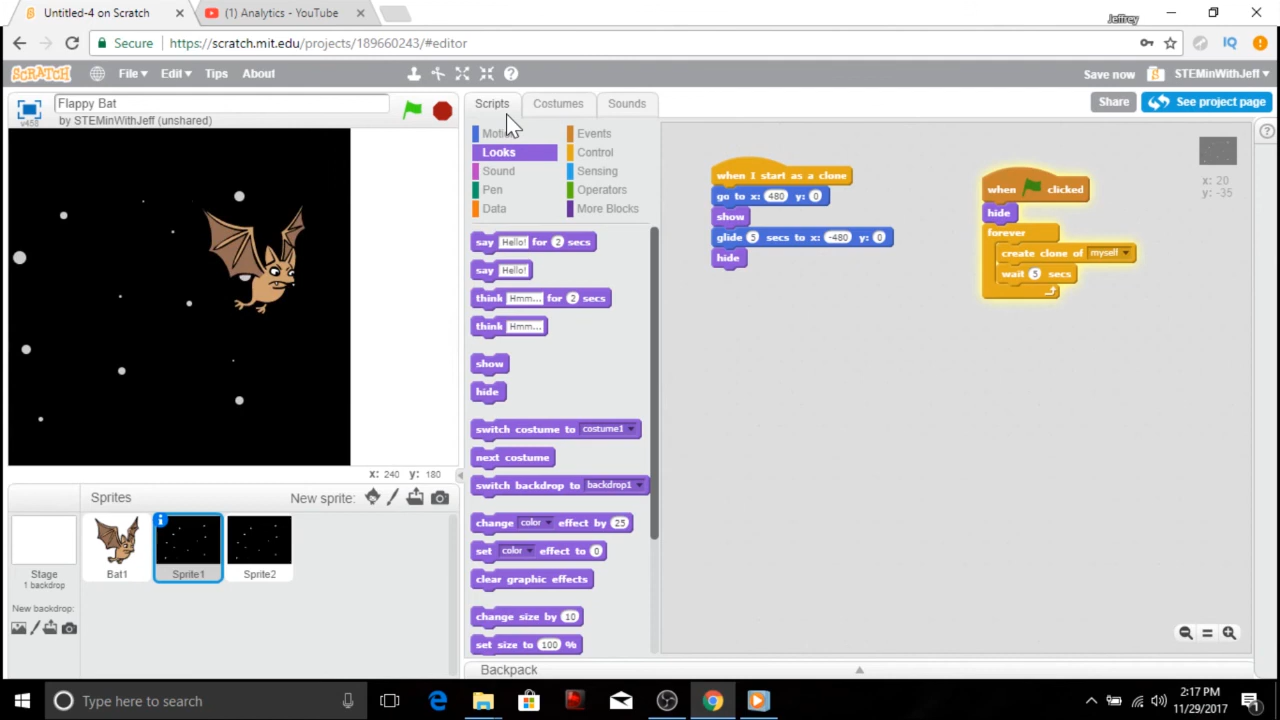 Untitled-4 on Scratch
(1) Analytics - YouTube
Jeffrey
Secure
https://scratch.mit.edu/projects/189660243/#editor
IQ
SCRATCH
File
Edit
Tips
About
Save now
STEMinWithJeff
Flappy Bat
by STEMinWithJeff (unshared)
v458
Scripts
Costumes
Sounds
Share
See project page
Motion
Events
Looks
Control
Sound
Sensing
Pen
Operators
Data
More Blocks
say Hello! for 2 secs
say Hello!
think Hmm... for 2 secs
think Hmm...
show
hide
switch costume to costume1
next costume
switch backdrop to backdrop1
change color effect by 25
set color effect to 0
clear graphic effects
change size by 10
set size to 100 %
when I start as a clone
go to x: 480 y: 0
show
glide 5 secs to x: -480 y: 0
hide
when clicked
hide
forever
create clone of myself
wait 5 secs
x: 20
y: -35
x: 240 y: 180
Sprites
New sprite:
Stage
1 backdrop
New backdrop:
Bat1
Sprite1
Sprite2
Backpack
Type here to search
2:17 PM
11/29/2017
1